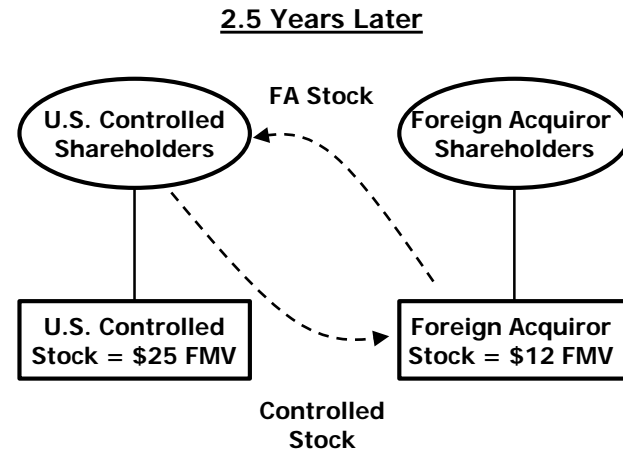 2.5 Years Later
FA Stock
U.S. Controlled
Shareholders
Foreign Acquiror
Shareholders
U.S. Controlled
Stock = $25 FMV
Foreign Acquiror
Stock = $12 FMV
Controlled
Stock